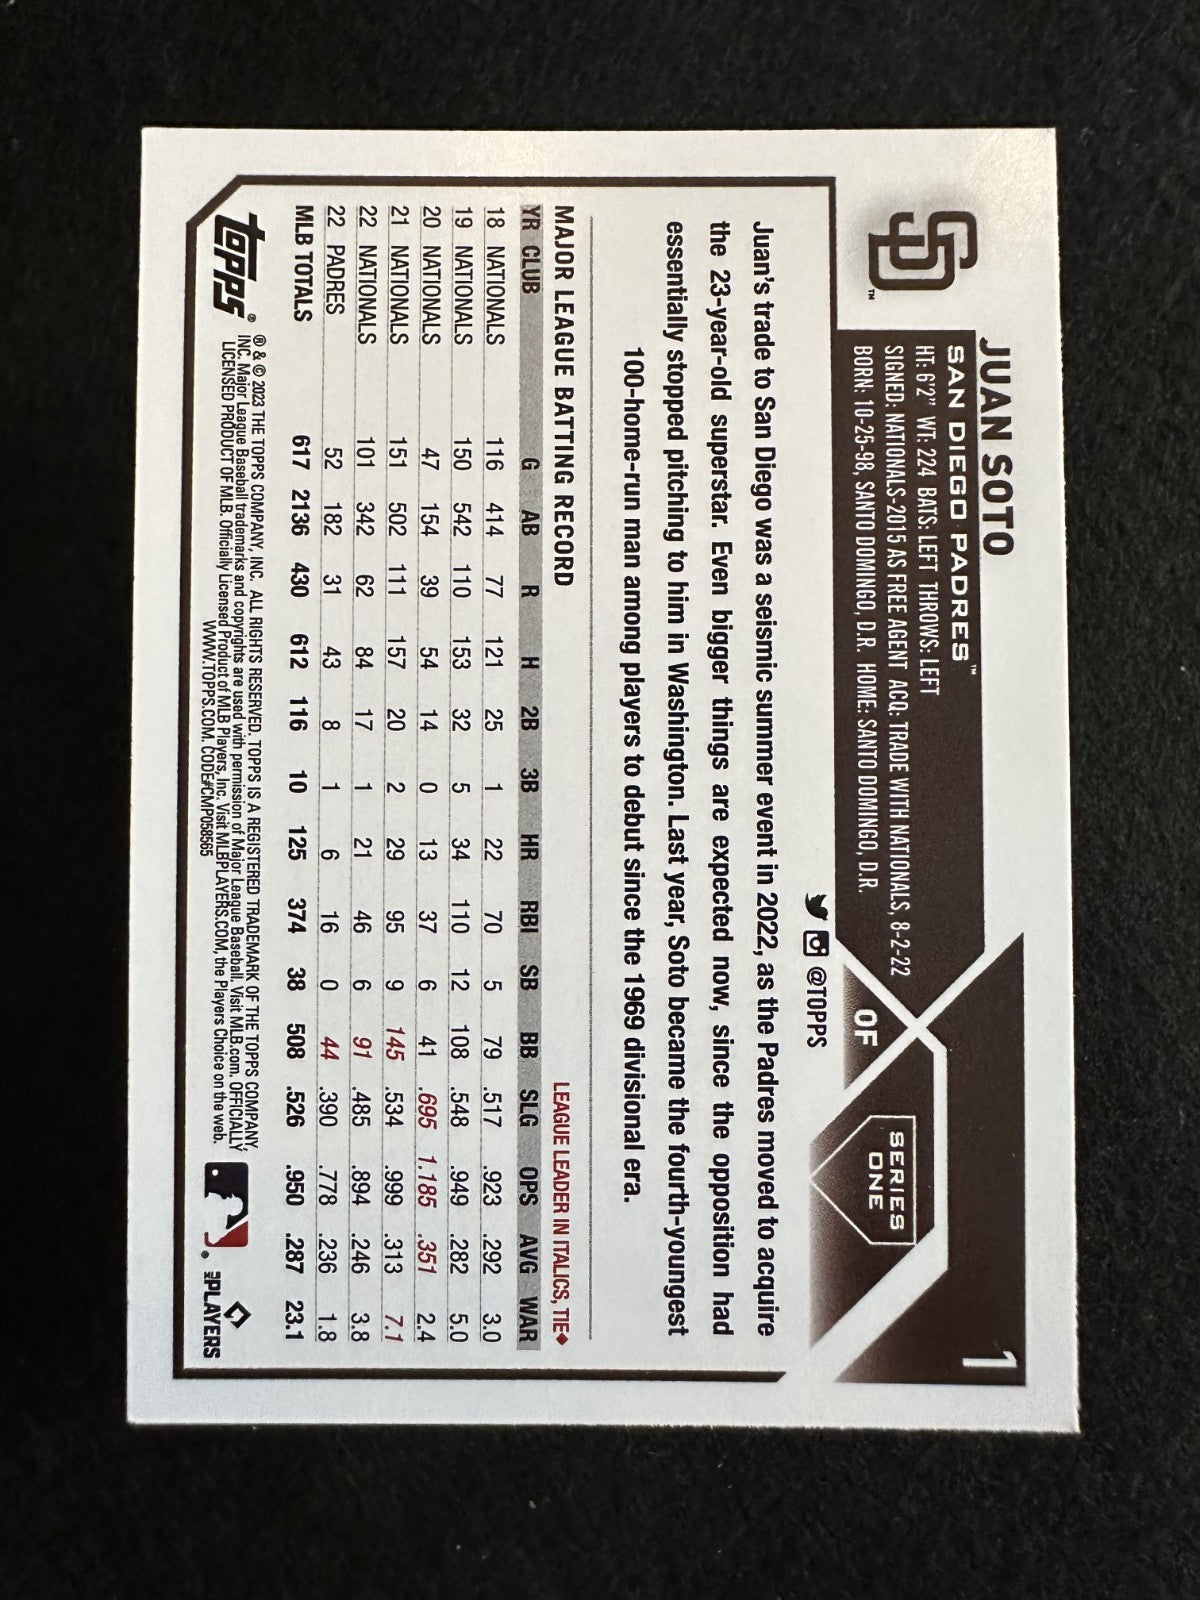 1
SD™
JUAN SOTO
SAN DIEGO PADRES™
HT: 6'2" WT: 224 BATS: LEFT THROWS: LEFT
SIGNED: NATIONALS-2015 AS FREE AGENT ACQ: TRADE WITH NATIONALS, 8-2-22
BORN: 10-25-98, SANTO DOMINGO, D.R. HOME: SANTO DOMINGO, D.R.
OF
SERIES
ONE
@TOPPS
Juan's trade to San Diego was a seismic summer event in 2022, as the Padres moved to acquire
the 23-year-old superstar. Even bigger things are expected now, since the opposition had
essentially stopped pitching to him in Washington. Last year, Soto became the fourth-youngest
100-home-run man among players to debut since the 1969 divisional era.
MAJOR LEAGUE BATTING RECORD LEAGUE LEADER IN ITALICS, TIE◆
YR CLUB G AB R H 2B 3B HR RBI SB BB SLG OPS AVG WAR
18 NATIONALS 116 414 77 121 25 1 22 70 5 79 .517 .923 .292 3.0
19 NATIONALS 150 542 110 153 32 5 34 110 12 108 .548 .949 .282 5.0
20 NATIONALS 47 154 39 54 14 0 13 37 6 41 .695 1.185 .351 2.4
21 NATIONALS 151 502 111 157 20 2 29 95 9 145 .534 .999 .313 7.1
22 NATIONALS 101 342 62 84 17 1 21 46 6 91 .485 .894 .246 3.8
22 PADRES 52 182 31 43 8 1 6 16 0 44 .390 .778 .236 1.8
MLB TOTALS 617 2136 430 612 116 10 125 374 38 508 .526 .950 .287 23.1
topps®
® & © 2023 THE TOPPS COMPANY, INC. ALL RIGHTS RESERVED. TOPPS IS A REGISTERED TRADEMARK OF THE TOPPS COMPANY,
INC. Major League Baseball trademarks and copyrights are used with permission of Major League Baseball. Visit MLB.com. OFFICIALLY
LICENSED PRODUCT OF MLB. Officially Licensed Product of MLB Players, Inc. Visit MLBPLAYERS.COM, the Players Choice on the web.
WWW.TOPPS.COM. CODE#CMP058565
MLB PLAYERS